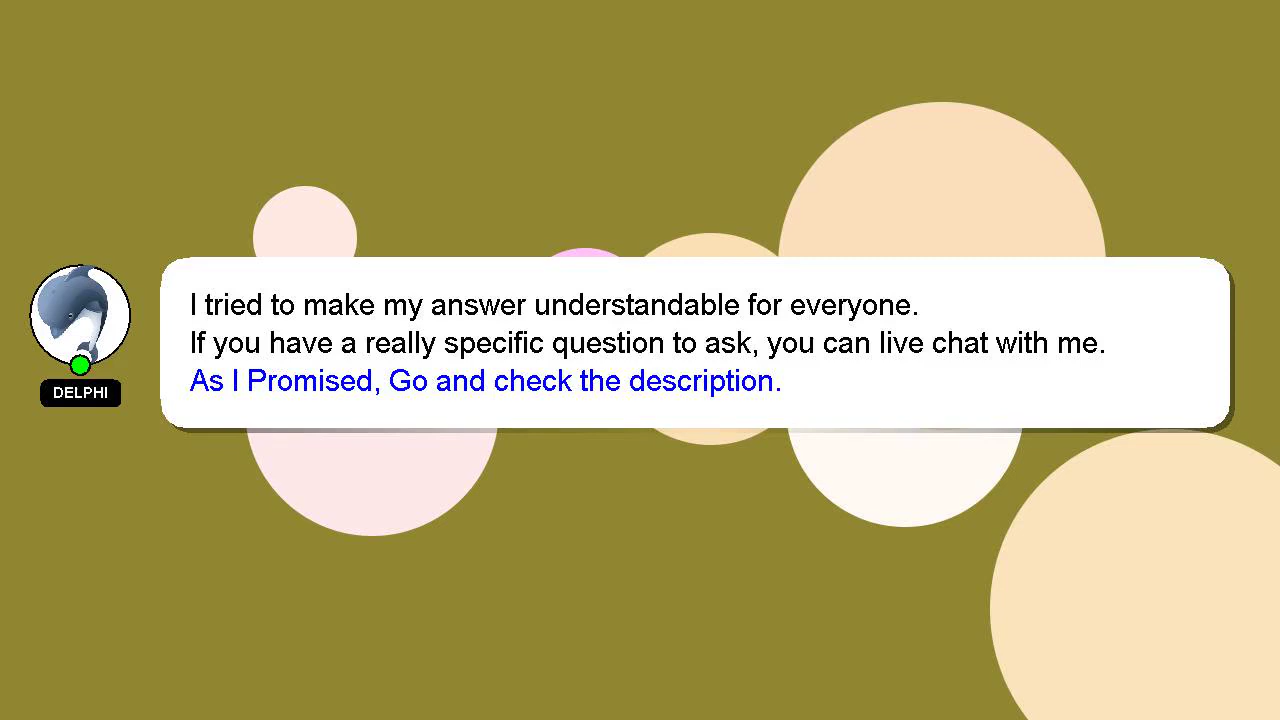 I tried to make my answer understandable for everyone.
If you have a really specific question to ask, you can live chat with me.
As I Promised, Go and check the description.
DELPHI